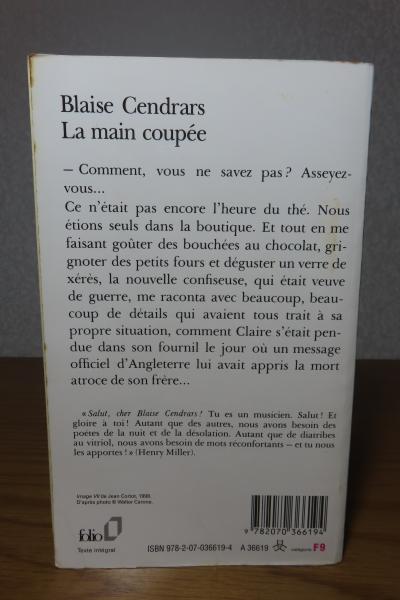 Blaise Cendrars
La main coupée
— Comment, vous ne savez pas ? Asseyez-
vous...
Ce n'était pas encore l'heure du thé. Nous
étions seuls dans la boutique. Et tout en me
faisant goûter des bouchées au chocolat, gri-
gnoter des petits fours et déguster un verre de
xérès, la nouvelle confiseuse, qui était veuve
de guerre, me raconta avec beaucoup, beau-
coup de détails qui avaient tous trait à sa
propre situation, comment Claire s'était pen-
due dans son fournil le jour où un message
officiel d'Angleterre lui avait appris la mort
atroce de son frère...
« Salut, cher Blaise Cendrars ! Tu es un musicien. Salut ! Et
gloire à toi ! Autant que des autres, nous avons besoin des
poètes de la nuit et de la désolation. Autant que de diatribes
au vitriol, nous avons besoin de mots réconfortants — et tu nous
les apportes ! » (Henry Miller).
Image VII de Jean Cortot, 1988.
D'après photo © Walter Carone.
folio
Texte intégral
9 782070 366194
ISBN 978-2-07-036619-4 A 36619 catégorie F9